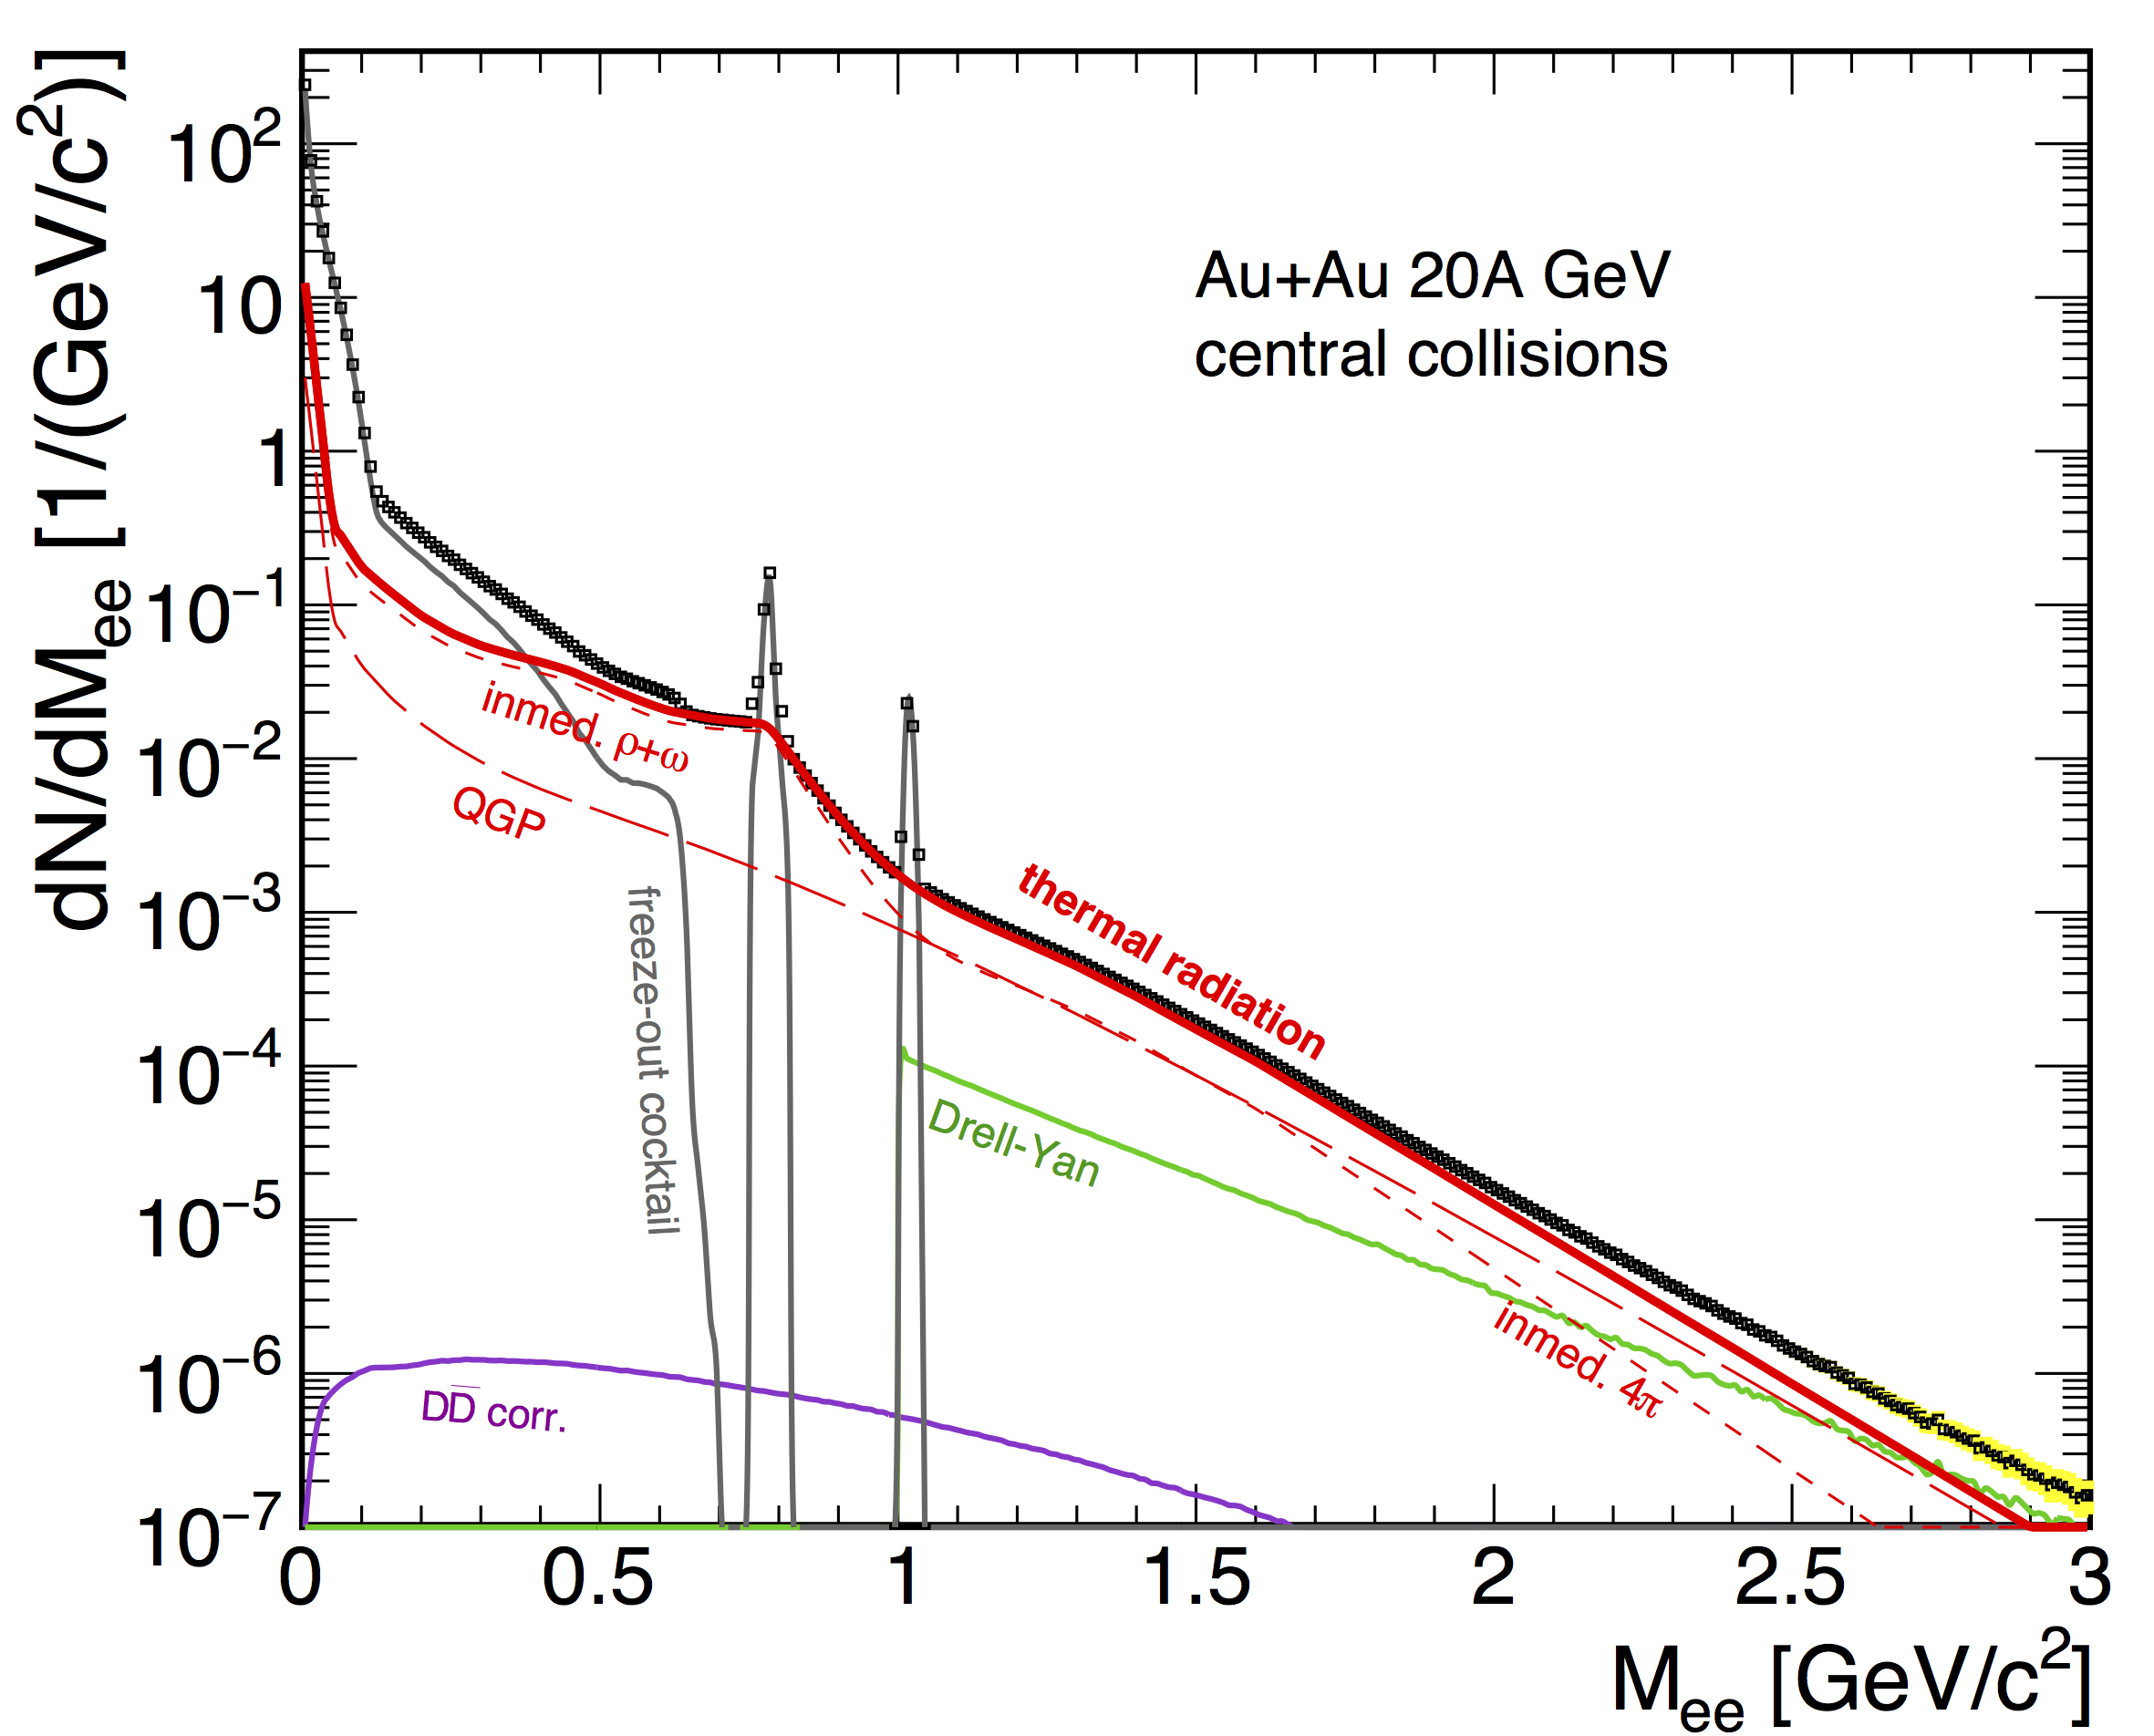 dN/dMee [1/(GeV/c²)]
10²
10
1
10⁻¹
10⁻²
10⁻³
10⁻⁴
10⁻⁵
10⁻⁶
10⁻⁷
Au+Au 20A GeV
central collisions
inmed. ρ+ω
QGP
freeze-out cocktail
thermal radiation
Drell-Yan
inmed. 4π
DD̅ corr.
0 0.5 1 1.5 2 2.5 3
Mee [GeV/c²]